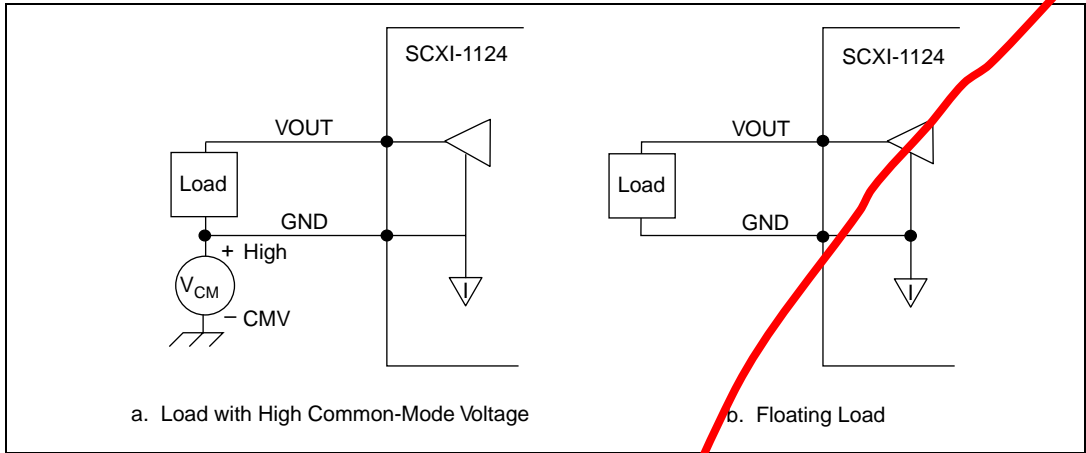 SCXI-1124
VOUT
Load
GND
+ High
VCM
– CMV
I
a. Load with High Common-Mode Voltage
SCXI-1124
VOUT
Load
GND
I
b. Floating Load